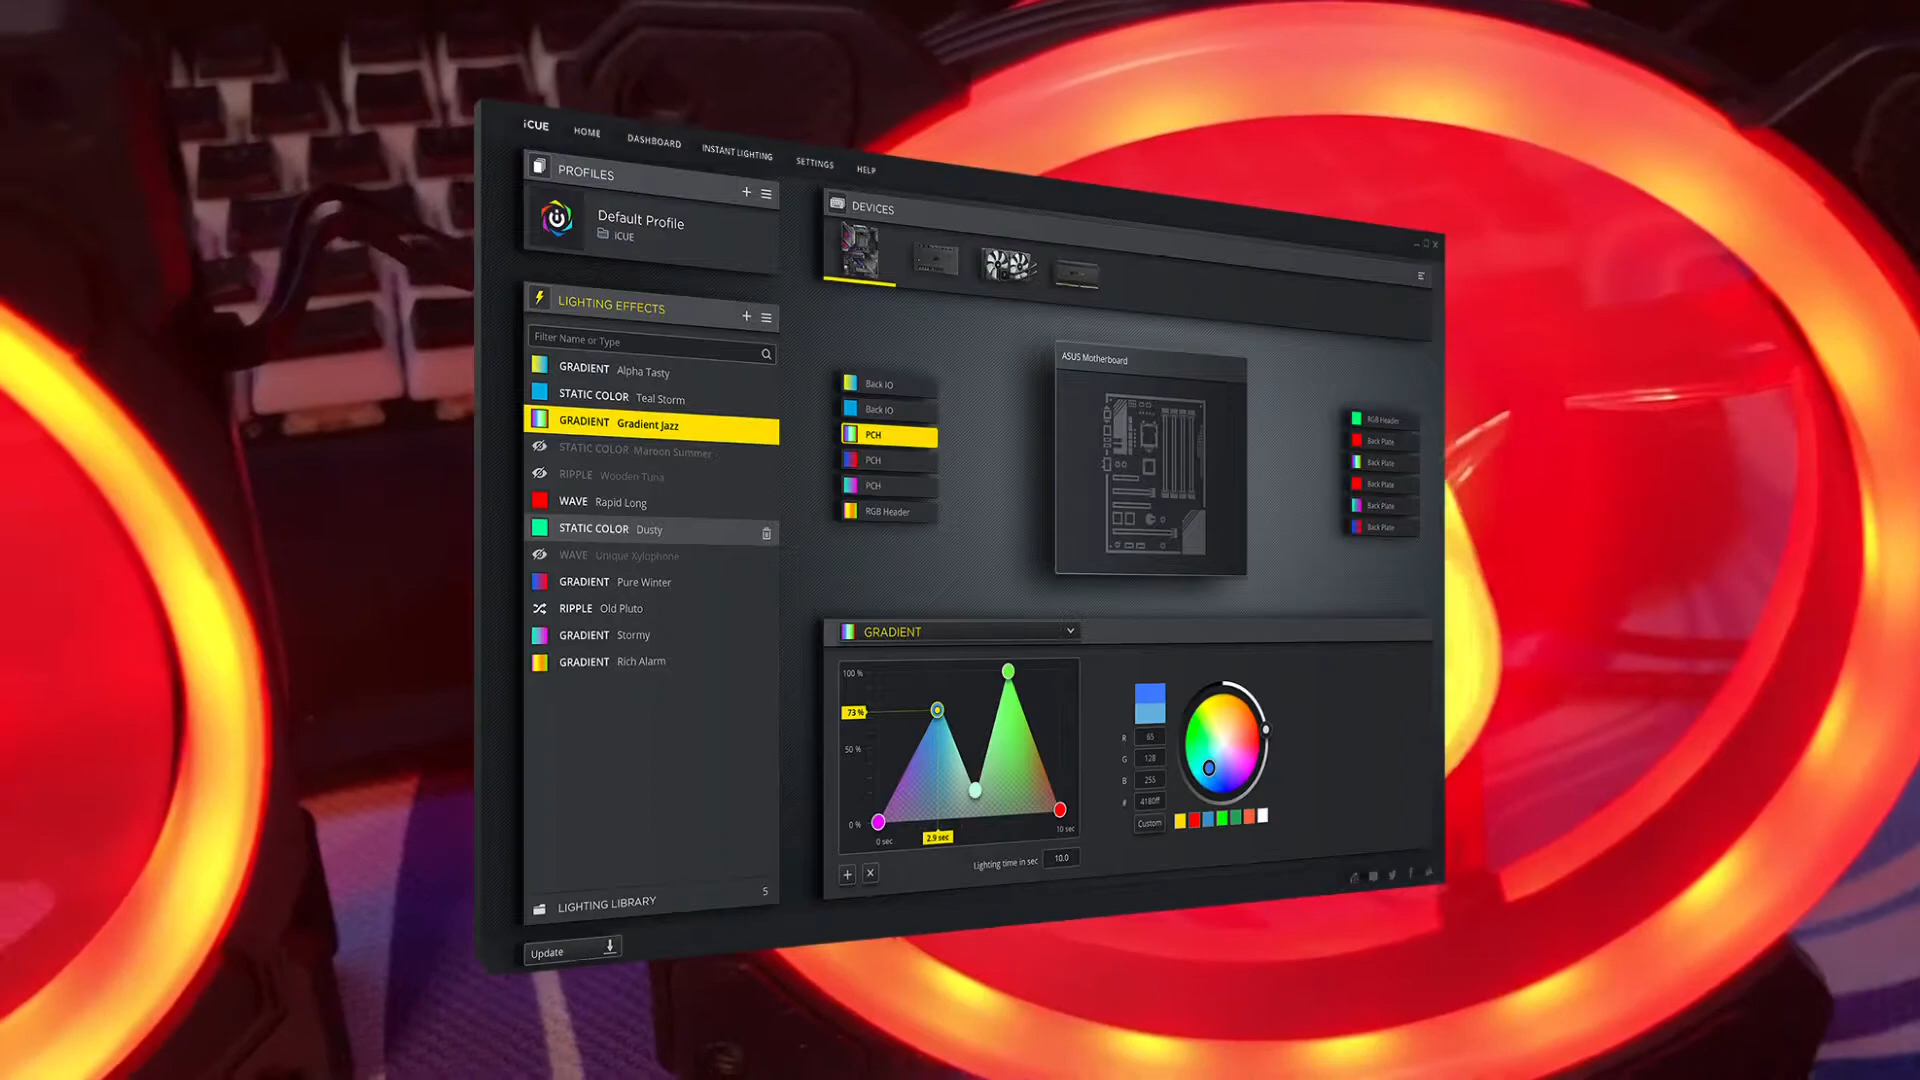 iCUE HOME DASHBOARD INSTANT LIGHTING SETTINGS HELP
PROFILES
Default Profile
iCUE
LIGHTING EFFECTS
Filter Name or Type
GRADIENT Alpha Tasty
STATIC COLOR Teal Storm
GRADIENT Gradient Jazz
STATIC COLOR Maroon Summer
RIPPLE Wooden Tuna
WAVE Rapid Long
STATIC COLOR Dusty
WAVE Unique Xylophone
GRADIENT Pure Winter
RIPPLE Old Pluto
GRADIENT Stormy
GRADIENT Rich Alarm
LIGHTING LIBRARY 5
Update
DEVICES
Back IO
Back IO
PCH
PCH
PCH
RGB Header
ASUS Motherboard
RGB Header
Back Plate
Back Plate
Back Plate
Back Plate
Back Plate
GRADIENT
100 %
73 %
50 %
0 %
0 sec
2.9 sec
10 sec
Lighting time in sec 10.0
R 65
G 128
B 255
# 4180ff
Custom